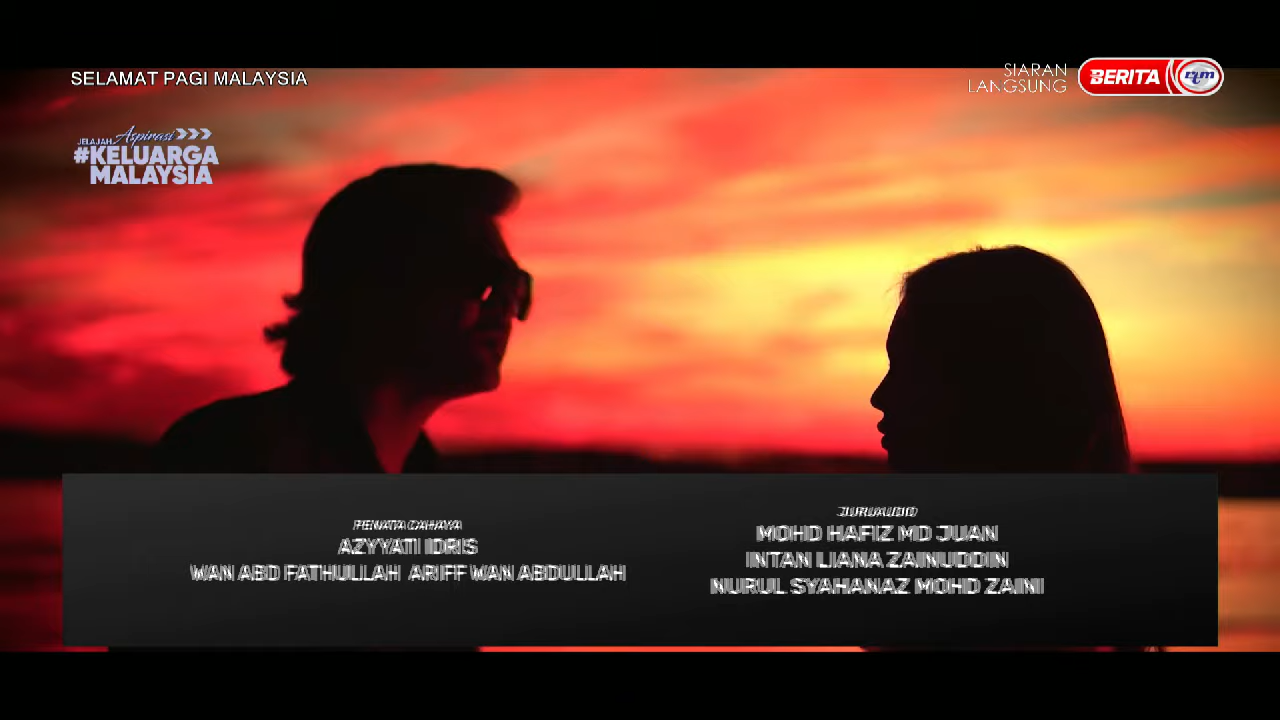 SELAMAT PAGI MALAYSIA
SIARAN
LANGSUNG
BERITA rtm
JELAJAH Aspirasi
#KELUARGA
MALAYSIA
PENATA CAHAYA
AZYYATI IDRIS
WAN ABD FATHULLAH ARIFF WAN ABDULLAH
JURUAUDIO
MOHD HAFIZ MD JUAN
INTAN LIANA ZAINUDDIN
NURUL SYAHANAZ MOHD ZAINI